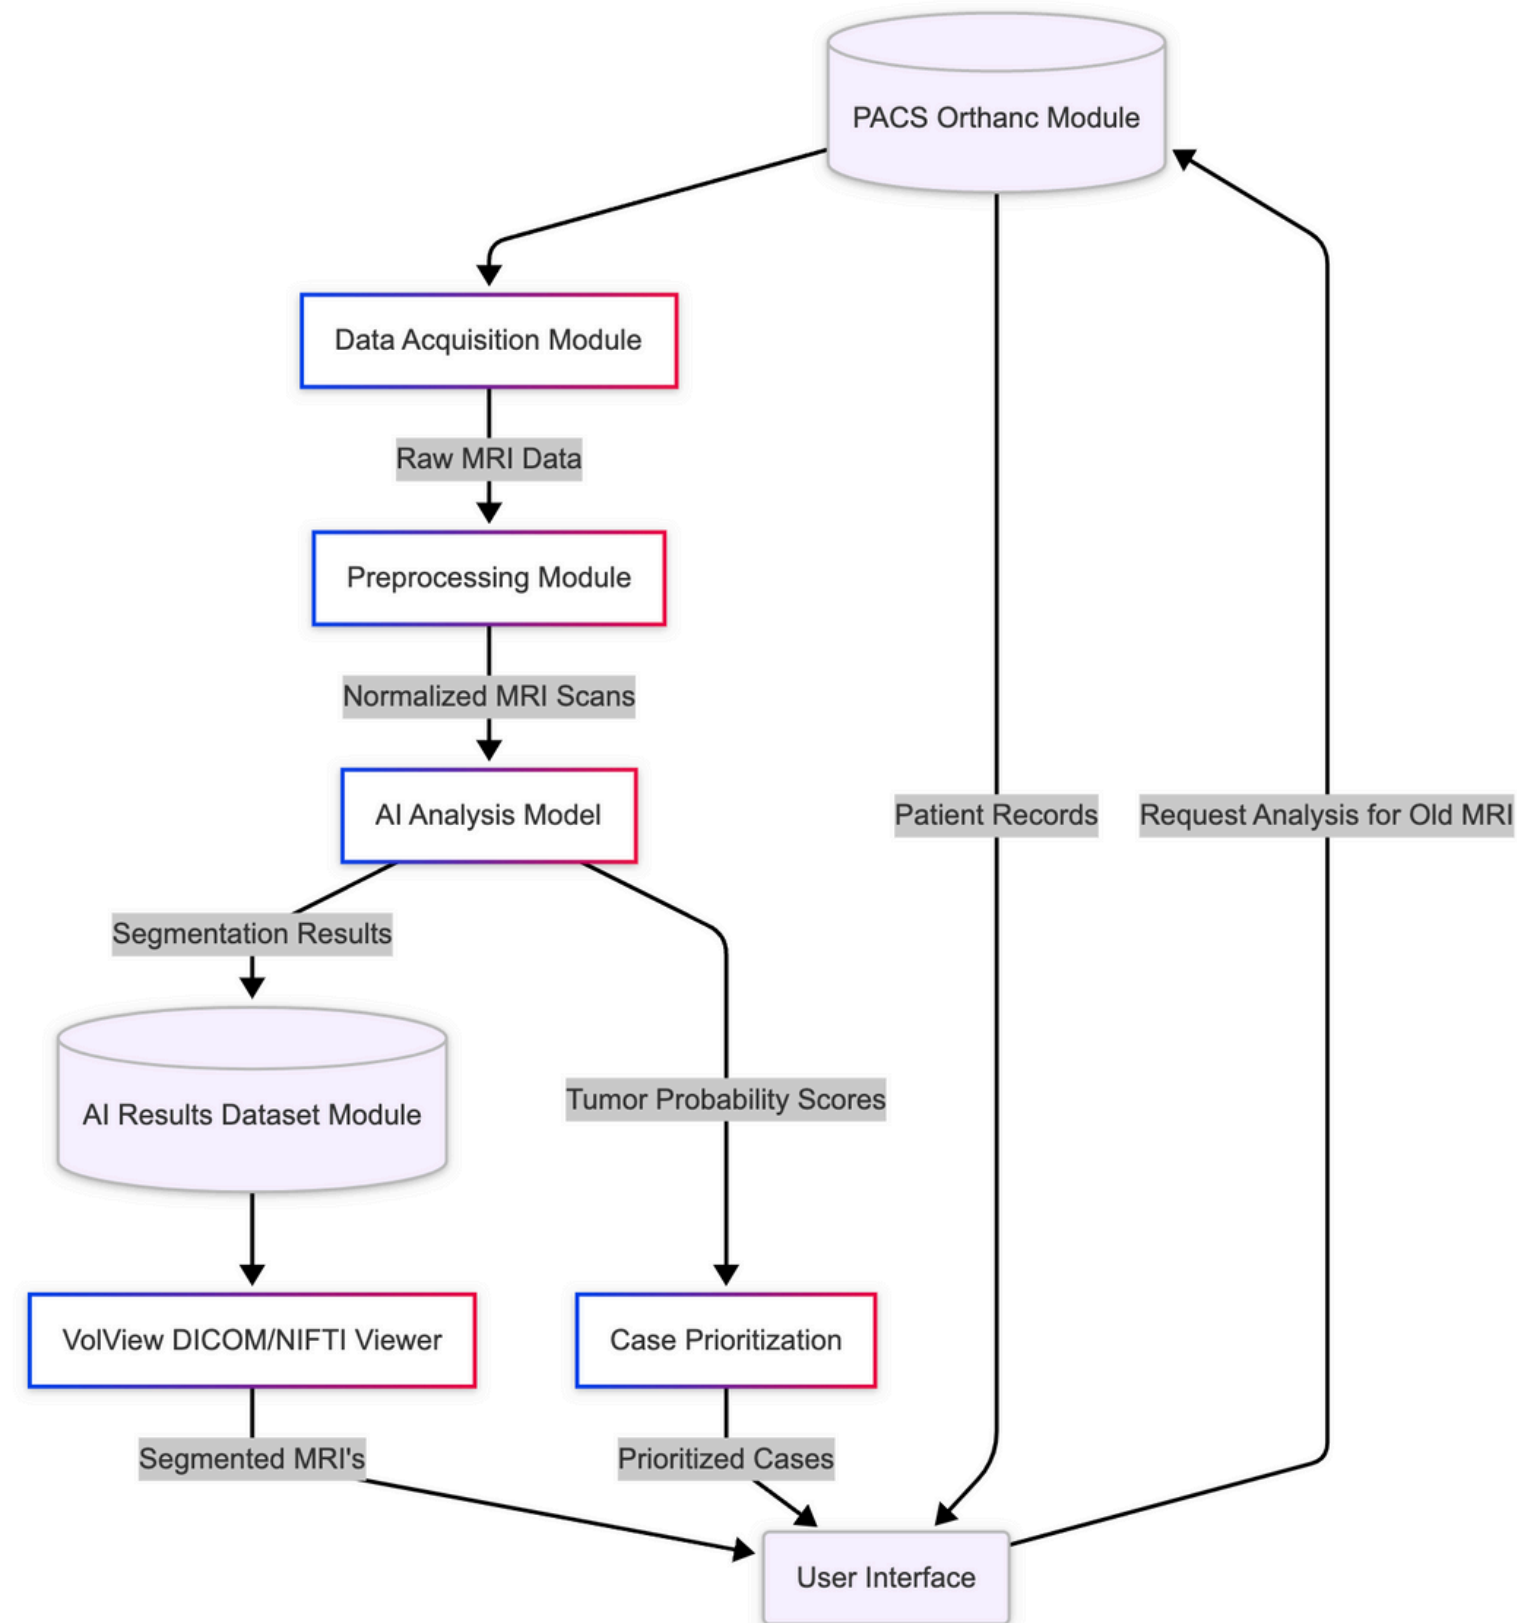 PACS Orthanc Module
Data Acquisition Module
Raw MRI Data
Preprocessing Module
Normalized MRI Scans
AI Analysis Model
Patient Records
Request Analysis for Old MRI
Segmentation Results
Tumor Probability Scores
AI Results Dataset Module
VolView DICOM/NIFTI Viewer
Case Prioritization
Segmented MRI's
Prioritized Cases
User Interface